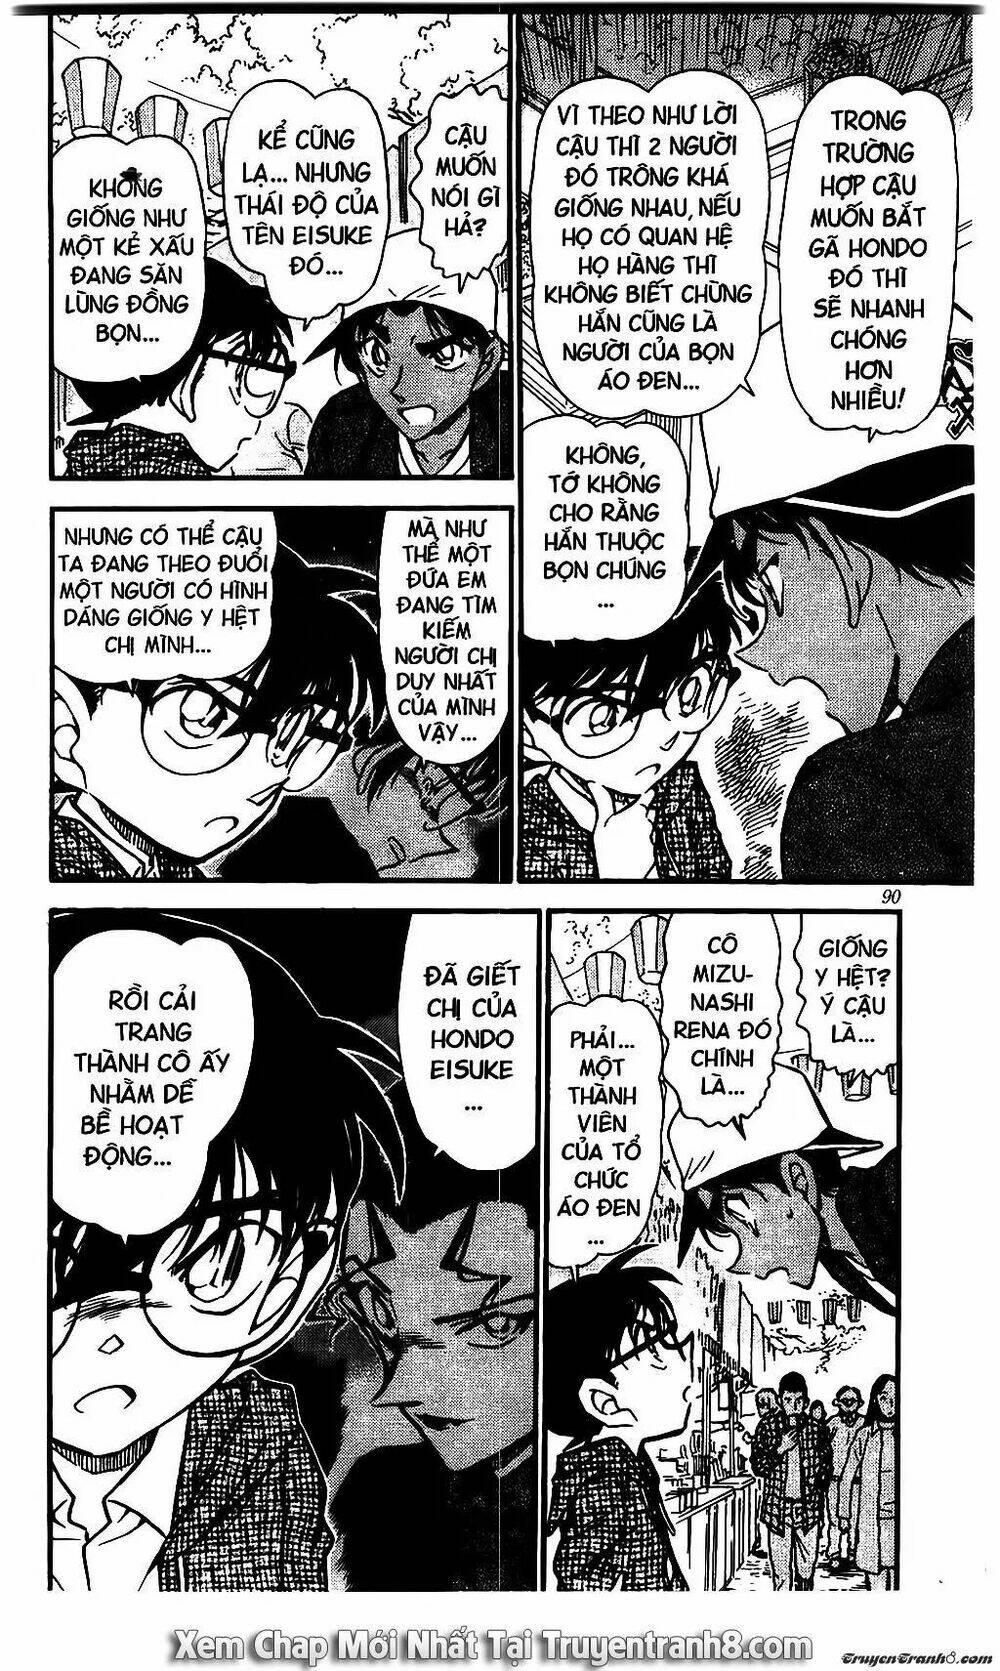 TRONG
TRƯỜNG
HỢP CẬU
MUỐN BẮT
GÃ HONDO
ĐÓ THÌ
SẼ NHANH
CHÓNG
HƠN
NHIỀU!
VÌ THEO NHƯ LỜI
CẬU THÌ 2 NGƯỜI
ĐÓ TRÔNG KHÁ
GIỐNG NHAU, NẾU
HỌ CÓ QUAN HỆ
HỌ HÀNG THÌ
KHÔNG BIẾT CHỪNG
HẮN CŨNG LÀ
NGƯỜI CỦA BỌN
ÁO ĐEN...
KHÔNG,
TỚ KHÔNG
CHO RẰNG
HẮN THUỘC
BỌN CHÚNG
...
CẬU
MUỐN
NÓI GÌ
HẢ?
KỂ CŨNG
LẠ... NHƯNG
THÁI ĐỘ CỦA
TÊN EISUKE
ĐÓ...
KHÔNG
GIỐNG NHƯ
MỘT KẺ XẤU
ĐANG SĂN
LÙNG ĐỒNG
BỌN...
MÀ NHƯ
THỂ MỘT
ĐỨA EM
ĐANG TÌM
KIẾM
NGƯỜI CHỊ
DUY NHẤT
CỦA MÌNH
VẬY...
NHƯNG CÓ THỂ CẬU
TA ĐANG THEO ĐUỔI
MỘT NGƯỜI CÓ HÌNH
DÁNG GIỐNG Y HỆT
CHỊ MÌNH...
90
GIỐNG
Y HỆT?
Ý CẬU
LÀ...
CÔ
MIZU-
NASHI
RENA ĐÓ
CHÍNH
LÀ...
PHẢI...
MỘT
THÀNH
VIÊN
CỦA TỔ
CHỨC
ÁO ĐEN
...
ĐÃ GIẾT
CHỊ CỦA
HONDO
EISUKE
...
RỒI CẢI
TRANG
THÀNH CÔ ẤY
NHẰM DỄ
BỀ HOẠT
ĐỘNG...
Xem Chap Mới Nhất Tại Truyentranh8.com
TruyenTranh8.com